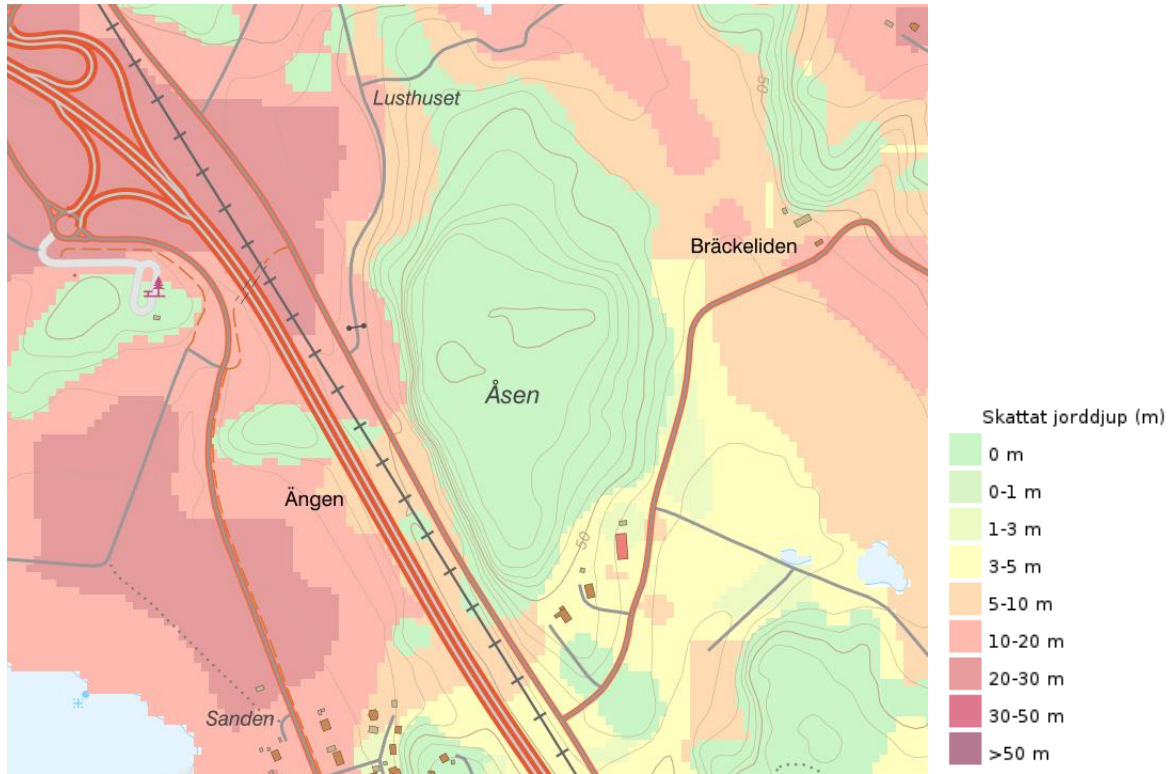 50
Lusthuset
Bräckeliden
Åsen
Ängen
50
Sanden
Skattat jorddjup (m)
0 m
0-1 m
1-3 m
3-5 m
5-10 m
10-20 m
20-30 m
30-50 m
>50 m